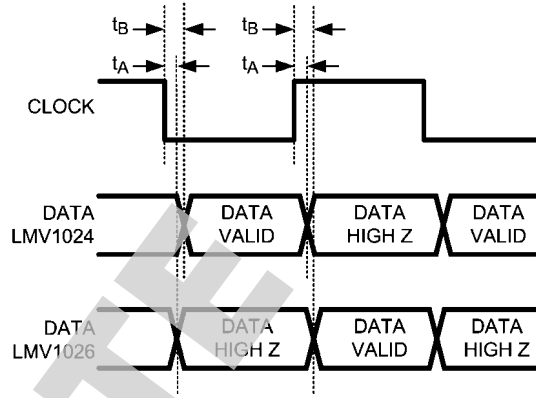 tB tB
tA tA
CLOCK
DATA LMV1024
DATA VALID
DATA HIGH Z
DATA VALID
DATA LMV1026
DATA HIGH Z
DATA VALID
DATA HIGH Z
TE